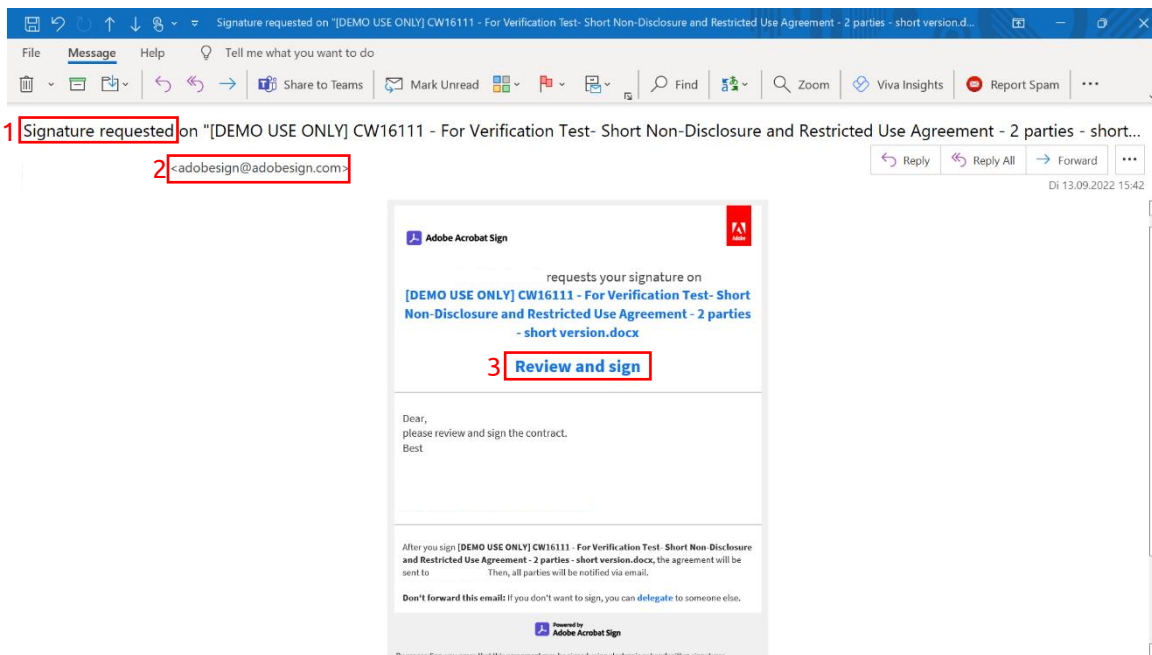 Signature requested on "[DEMO USE ONLY] CW16111 - For Verification Test- Short Non-Disclosure and Restricted Use Agreement - 2 parties - short version.d...
File Message Help Tell me what you want to do
Share to Teams Mark Unread Find Zoom Viva Insights Report Spam
1 Signature requested on "[DEMO USE ONLY] CW16111 - For Verification Test- Short Non-Disclosure and Restricted Use Agreement - 2 parties - short...
2 <adobesign@adobesign.com>
Reply Reply All Forward
Di 13.09.2022 15:42
Adobe Acrobat Sign
Adobe
requests your signature on
[DEMO USE ONLY] CW16111 - For Verification Test- Short
Non-Disclosure and Restricted Use Agreement - 2 parties
- short version.docx
3 Review and sign
Dear,
please review and sign the contract.
Best
After you sign [DEMO USE ONLY] CW16111 - For Verification Test- Short Non-Disclosure
and Restricted Use Agreement - 2 parties - short version.docx, the agreement will be
sent to Then, all parties will be notified via email.
Don't forward this email: If you don't want to sign, you can delegate to someone else.
Powered by
Adobe Acrobat Sign